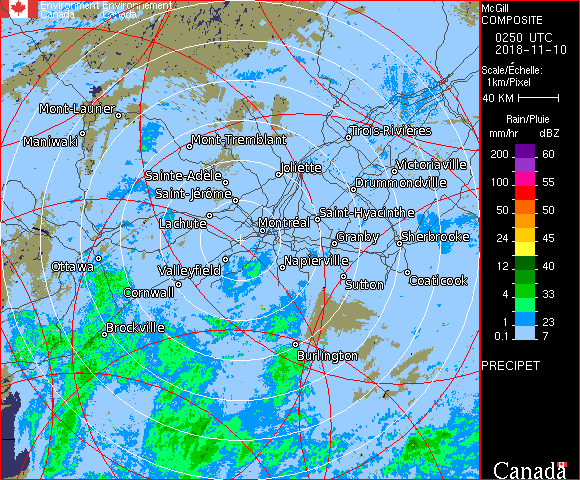 Environment Environnement
Canada Canada
McGill
COMPOSITE
0250 UTC
2018-11-10
Scale/Échelle:
1km/Pixel
40 KM
Rain/Pluie
mm/hr dBZ
200 60
100 55
50 50
24 45
12 40
4 33
1 23
0.1 7
PRECIPET
Canada
Mont-Laurier
Maniwaki
Mont-Tremblant
Trois-Rivières
Victoriaville
Joliette
Sainte-Adèle
Drummondville
Saint-Jérôme
Saint-Hyacinthe
Lachute
Montréal
Granby
Sherbrooke
Ottawa
Valleyfield
Napierville
Coaticook
Sutton
Cornwall
Brockville
Burlington